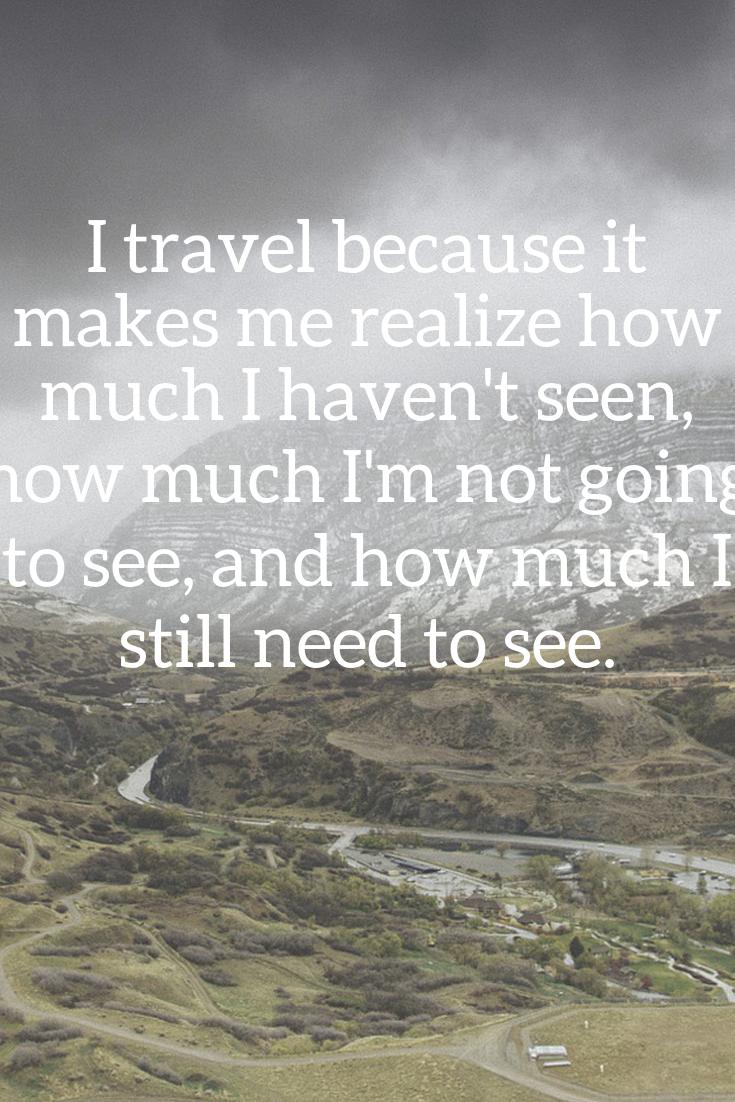 I travel because it
makes me realize how
much I haven't seen,
how much I'm not going
to see, and how much I
still need to see.